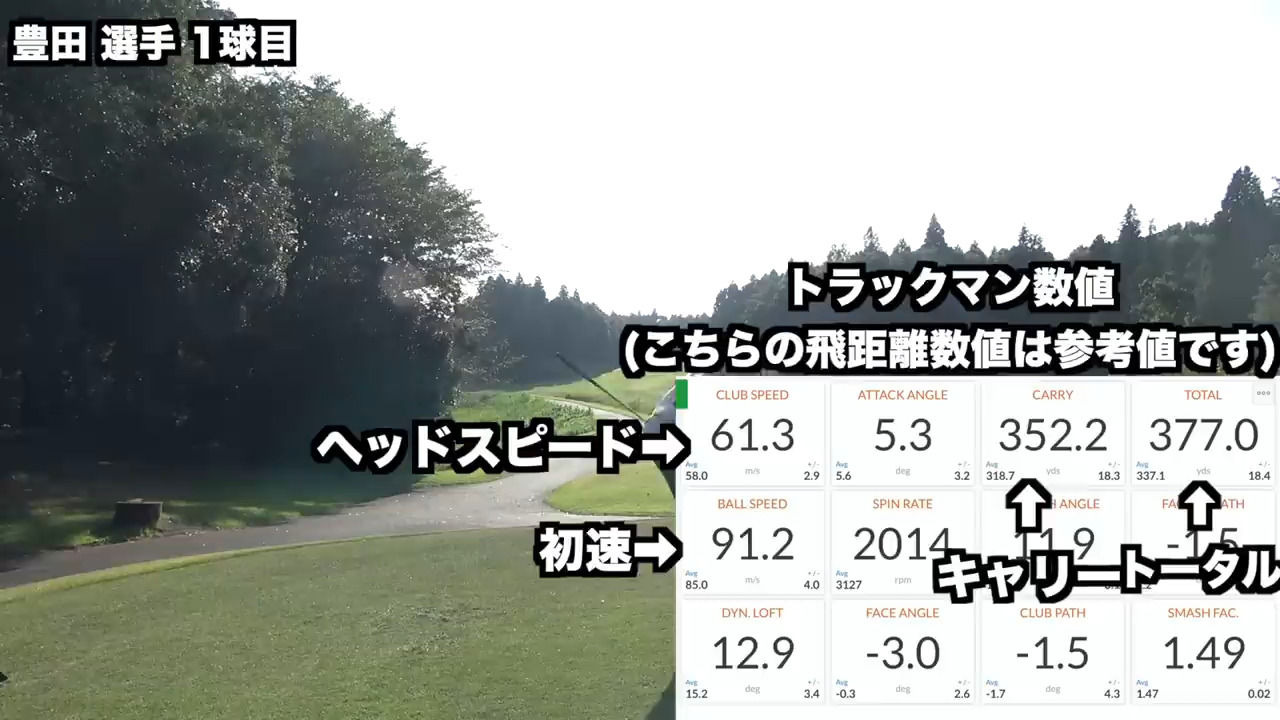 豊田 選手 1球目
トラックマン数値
(こちらの飛距離数値は参考値です)
ヘッドスピード→
初速→
キャリー
トータル
CLUB SPEED
61.3
Avg 58.0 m/s +/- 2.9
ATTACK ANGLE
5.3
Avg 5.6 deg +/- 3.2
CARRY
352.2
Avg 318.7 yds +/- 18.3
TOTAL
377.0
Avg 337.1 yds +/- 18.4
BALL SPEED
91.2
Avg 85.0 m/s +/- 4.0
SPIN RATE
2014
Avg 3127 rpm
ANGLE
11.9
-1.5
DYN. LOFT
12.9
Avg 15.2 deg +/- 3.4
FACE ANGLE
-3.0
Avg -0.3 deg +/- 2.6
CLUB PATH
-1.5
Avg -1.7 deg +/- 4.3
SMASH FAC.
1.49
Avg 1.47 +/- 0.02